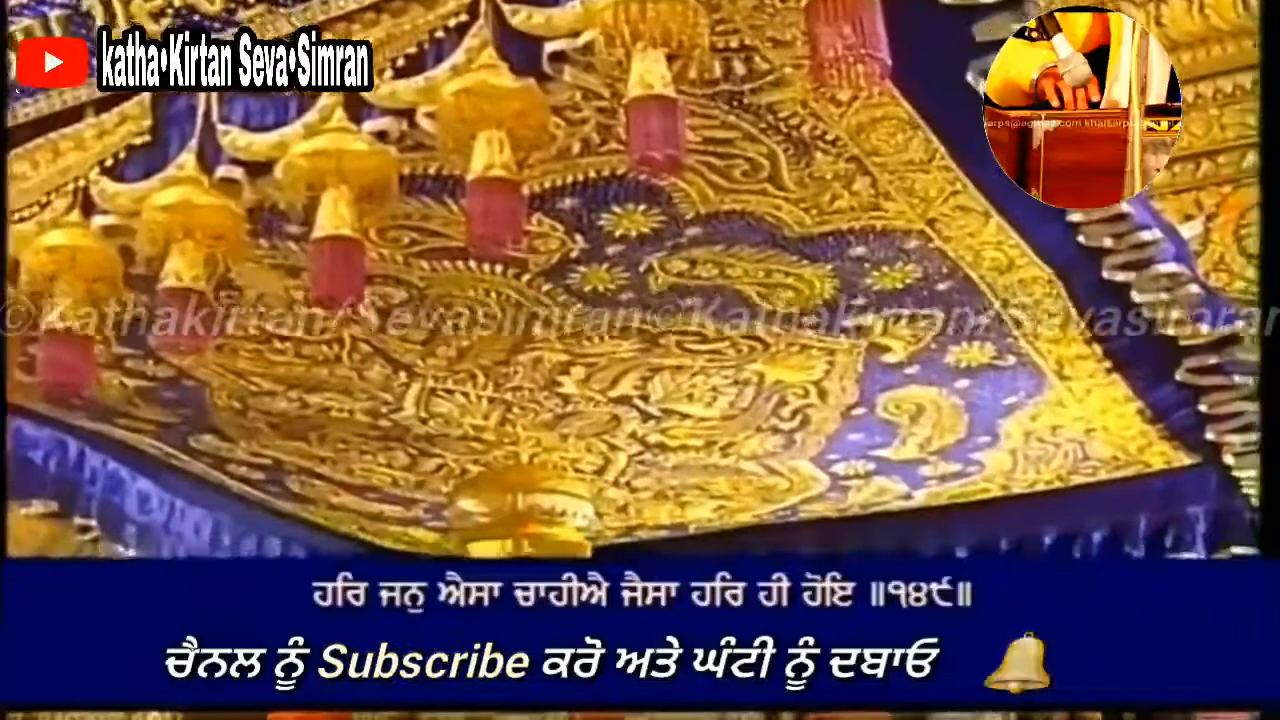 katha•Kirtan Seva•Simran
©Kathakirtan/Sevasimran©KathaKirtan/Sevasimran
ਹਰਿ ਜਨੁ ਐਸਾ ਚਾਹੀਐ ਜੈਸਾ ਹਰਿ ਹੀ ਹੋਇ ॥੧੪੯॥
ਚੈਨਲ ਨੂੰ Subscribe ਕਰੋ ਅਤੇ ਘੰਟੀ ਨੂੰ ਦਬਾਓ